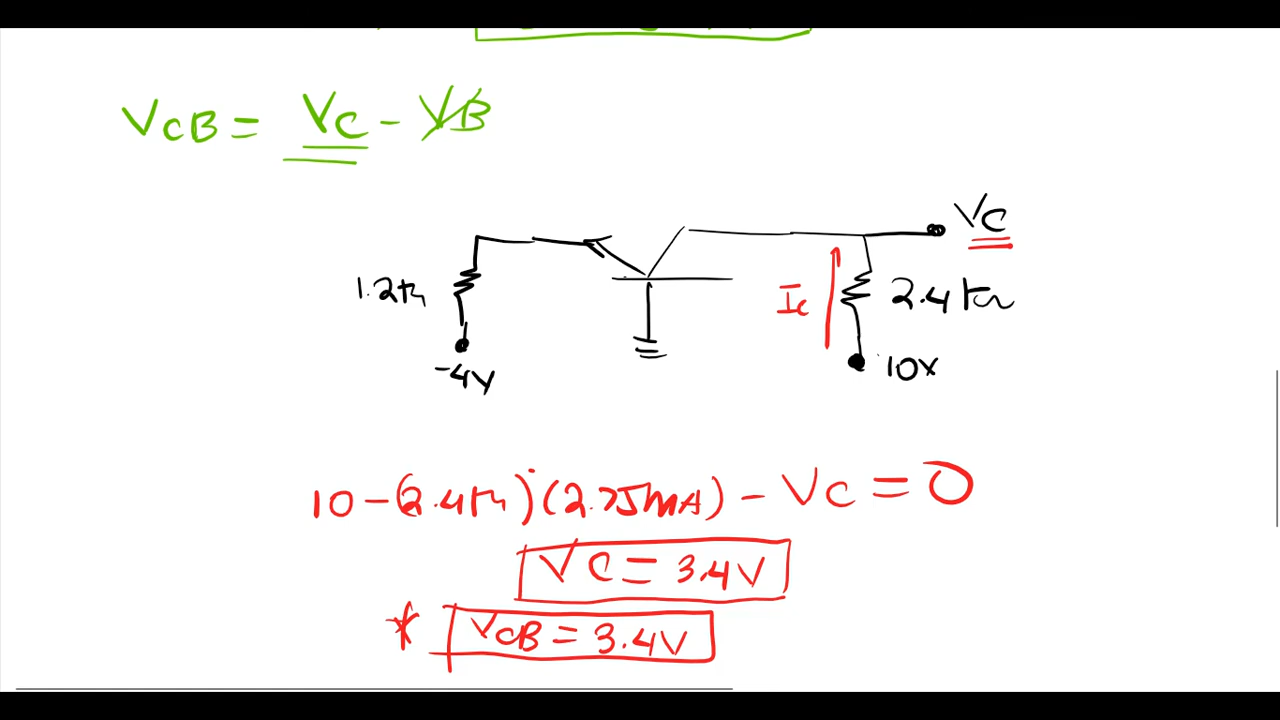 VCB = VC - VB
VC
1.2k
Ic
2.4k
-4V
10V
10 - (2.4k)(2.75mA) - VC = 0
VC = 3.4V
* VCB = 3.4V